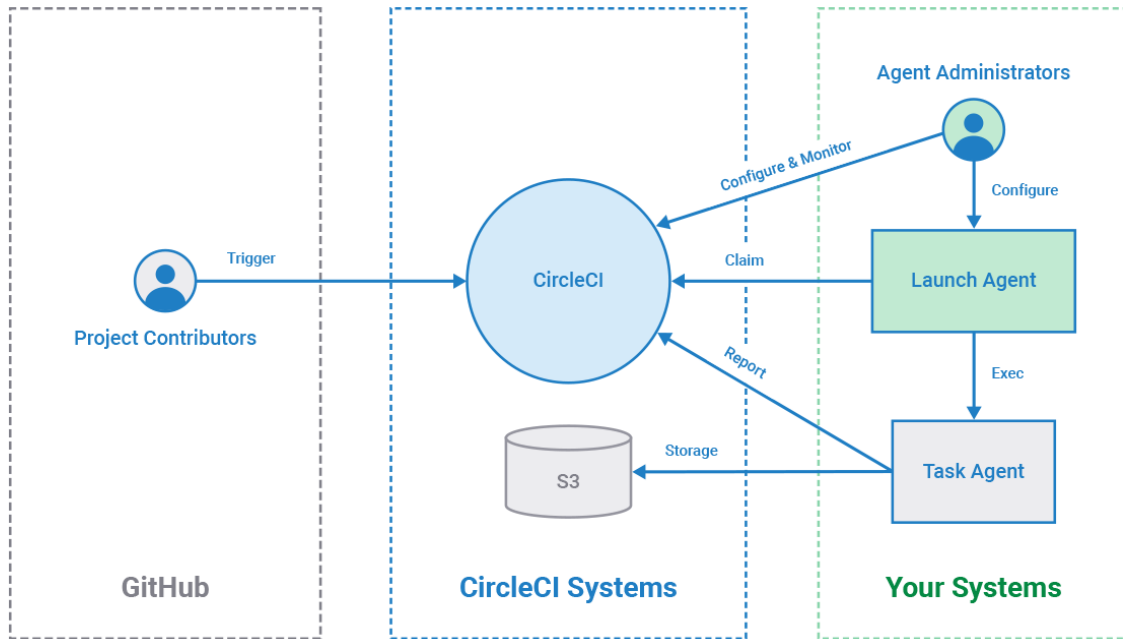 Agent Administrators
Configure & Monitor
Configure
Trigger
Claim
CircleCI
Launch Agent
Project Contributors
Report
Exec
Storage
S3
Task Agent
GitHub
CircleCI Systems
Your Systems